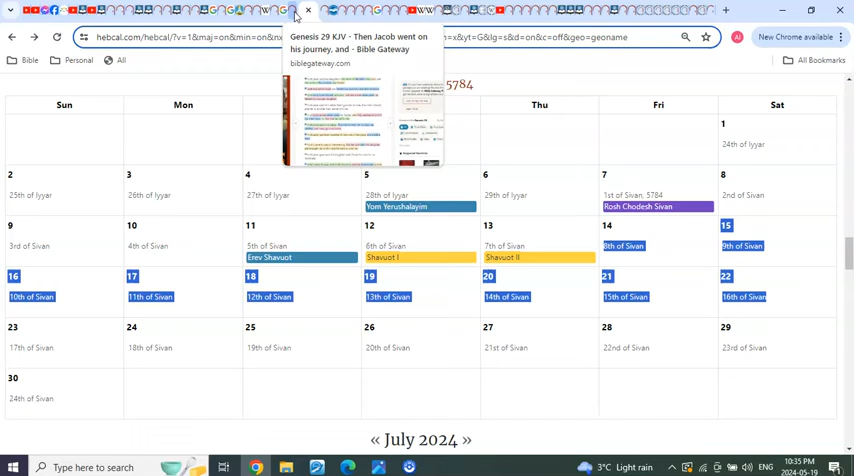 hebcal.com/hebcal/?v=1&maj=on&min=on&nx
x&yt=G&lg=s&d=on&c=off&geo=geoname
New Chrome available
Bible
Personal
All
All Bookmarks
Genesis 29 KJV - Then Jacob went on
his journey, and - Bible Gateway
biblegateway.com
5784
Sun Mon Thu Fri Sat
1
24th of Iyyar
2 3 4 5 6 7 8
25th of Iyyar 26th of Iyyar 27th of Iyyar 28th of Iyyar 29th of Iyyar 1st of Sivan, 5784 2nd of Sivan
Yom Yerushalayim Rosh Chodesh Sivan
9 10 11 12 13 14 15
3rd of Sivan 4th of Sivan 5th of Sivan 6th of Sivan 7th of Sivan 8th of Sivan 9th of Sivan
Erev Shavuot Shavuot I Shavuot II
16 17 18 19 20 21 22
10th of Sivan 11th of Sivan 12th of Sivan 13th of Sivan 14th of Sivan 15th of Sivan 16th of Sivan
23 24 25 26 27 28 29
17th of Sivan 18th of Sivan 19th of Sivan 20th of Sivan 21st of Sivan 22nd of Sivan 23rd of Sivan
30
24th of Sivan
« July 2024 »
Type here to search
3°C Light rain
ENG
10:35 PM
2024-05-19